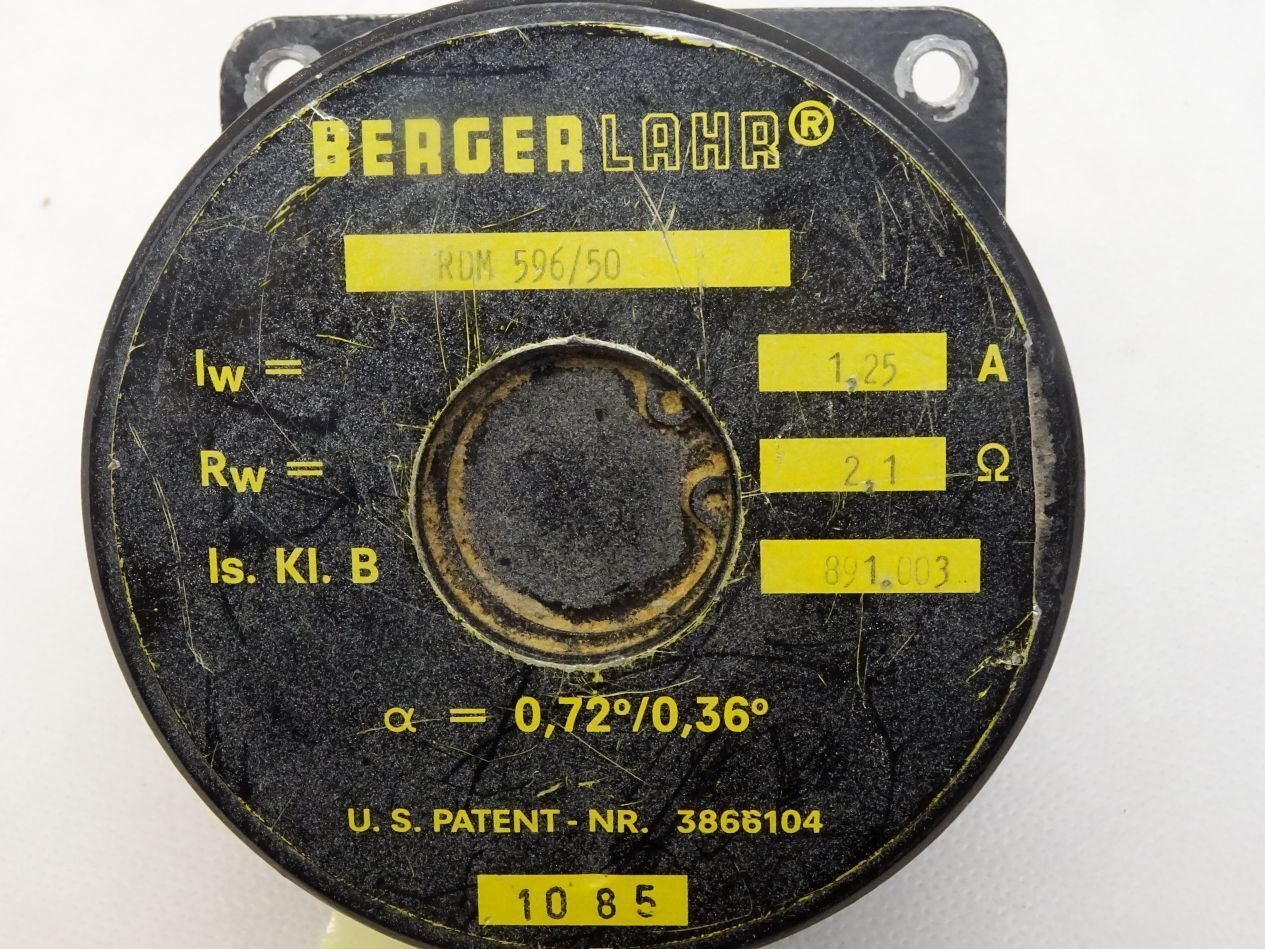 BERGER LAHR®
RDM 596/50
Iw = 1,25 A
Rw = 2,1 Ω
Is. Kl. B 891.003
α = 0,72°/0,36°
U. S. PATENT - NR. 3866104
10 85